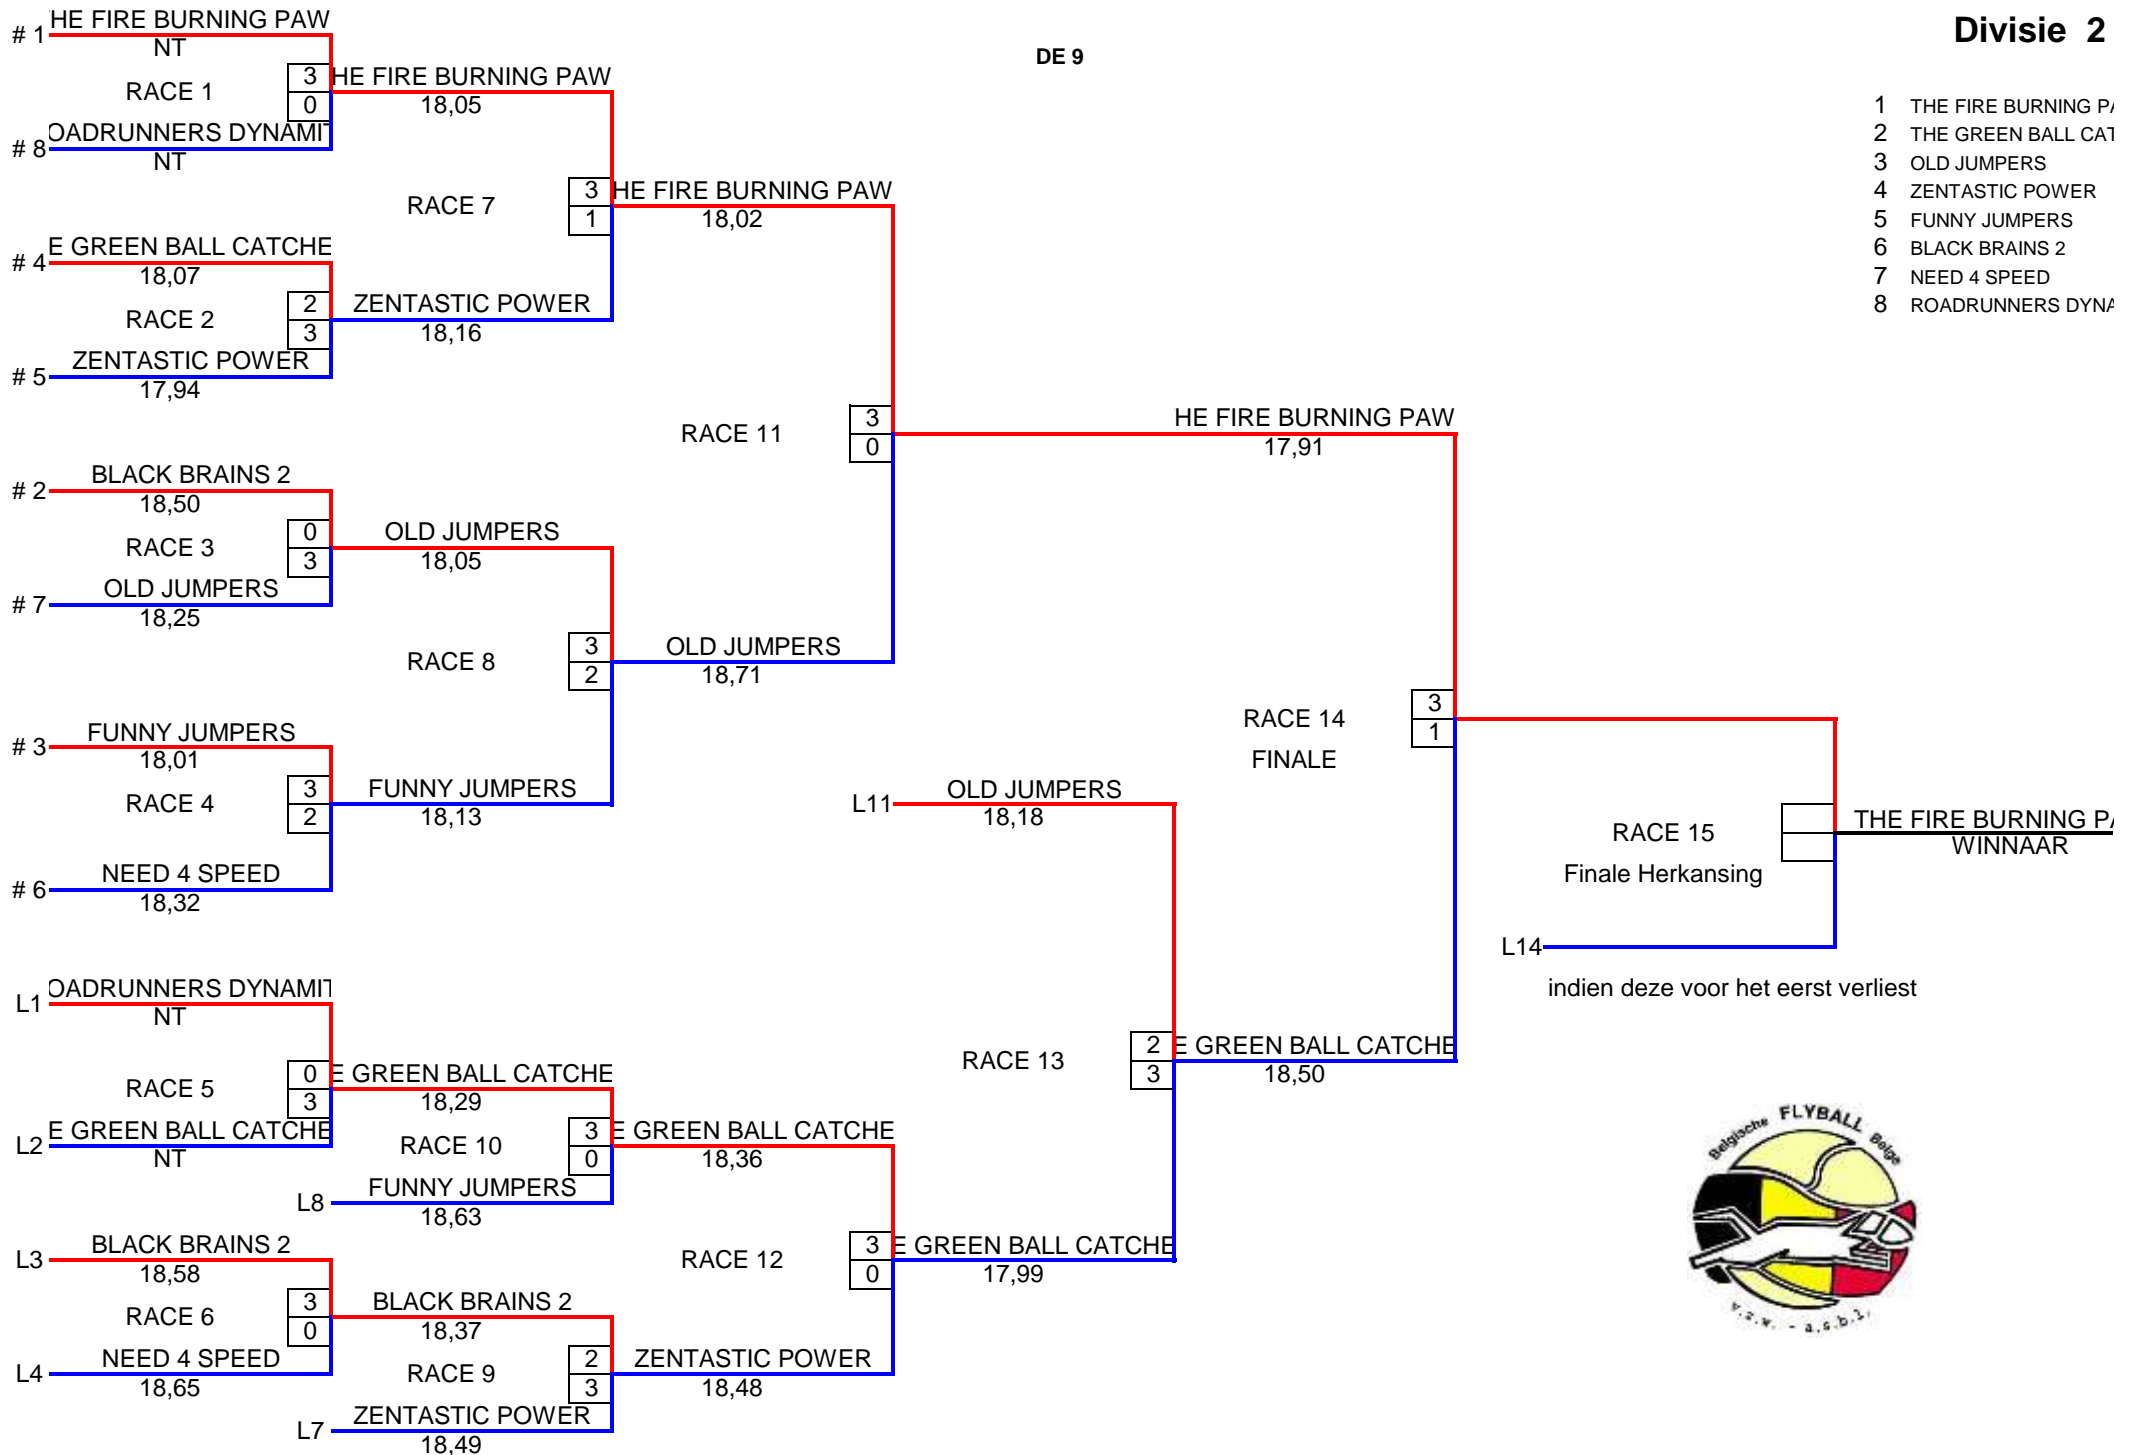 Divisie 2
DE 9
1 THE FIRE BURNING PA
2 THE GREEN BALL CAT
3 OLD JUMPERS
4 ZENTASTIC POWER
5 FUNNY JUMPERS
6 BLACK BRAINS 2
7 NEED 4 SPEED
8 ROADRUNNERS DYNA
# 1 HE FIRE BURNING PAW
NT
RACE 1 3 0
# 8 OADRUNNERS DYNAMIT
NT
HE FIRE BURNING PAW
18,05
# 4 E GREEN BALL CATCHE
18,07
RACE 2 2 3
# 5 ZENTASTIC POWER
17,94
ZENTASTIC POWER
18,16
RACE 7 3 1
HE FIRE BURNING PAW
18,02
# 2 BLACK BRAINS 2
18,50
RACE 3 0 3
# 7 OLD JUMPERS
18,25
OLD JUMPERS
18,05
# 3 FUNNY JUMPERS
18,01
RACE 4 3 2
# 6 NEED 4 SPEED
18,32
FUNNY JUMPERS
18,13
RACE 8 3 2
OLD JUMPERS
18,71
RACE 11 3 0
HE FIRE BURNING PAW
17,91
L1 OADRUNNERS DYNAMIT
NT
RACE 5 0 3
L2 E GREEN BALL CATCHE
NT
E GREEN BALL CATCHE
18,29
RACE 10 3 0
L8 FUNNY JUMPERS
18,63
E GREEN BALL CATCHE
18,36
L3 BLACK BRAINS 2
18,58
RACE 6 3 0
L4 NEED 4 SPEED
18,65
BLACK BRAINS 2
18,37
RACE 9 2 3
L7 ZENTASTIC POWER
18,49
ZENTASTIC POWER
18,48
RACE 12 3 0
E GREEN BALL CATCHE
17,99
L11 OLD JUMPERS
18,18
RACE 13 2 3
E GREEN BALL CATCHE
18,50
RACE 14 3 1
FINALE
RACE 15
Finale Herkansing
L14
indien deze voor het eerst verliest
THE FIRE BURNING PA
WINNAAR
Belgische FLYBALL Belge
v.z.w. - a.s.b.l.